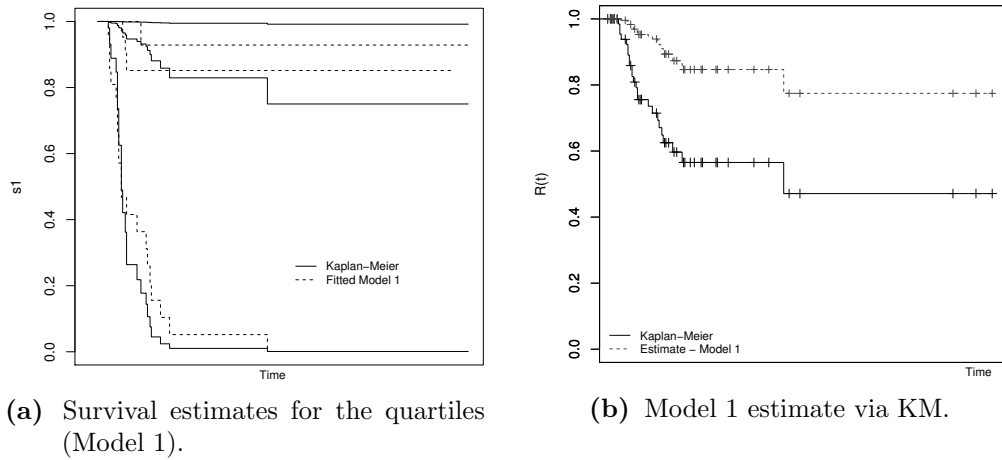 1.0
0.8
0.6
0.4
0.2
0.0
s1
Kaplan−Meier
Fitted Model 1
Time
(a) Survival estimates for the quartiles
(Model 1).
1.0
0.8
0.6
0.4
0.2
0.0
R(t)
Kaplan−Meier
Estimate − Model 1
Time
(b) Model 1 estimate via KM.